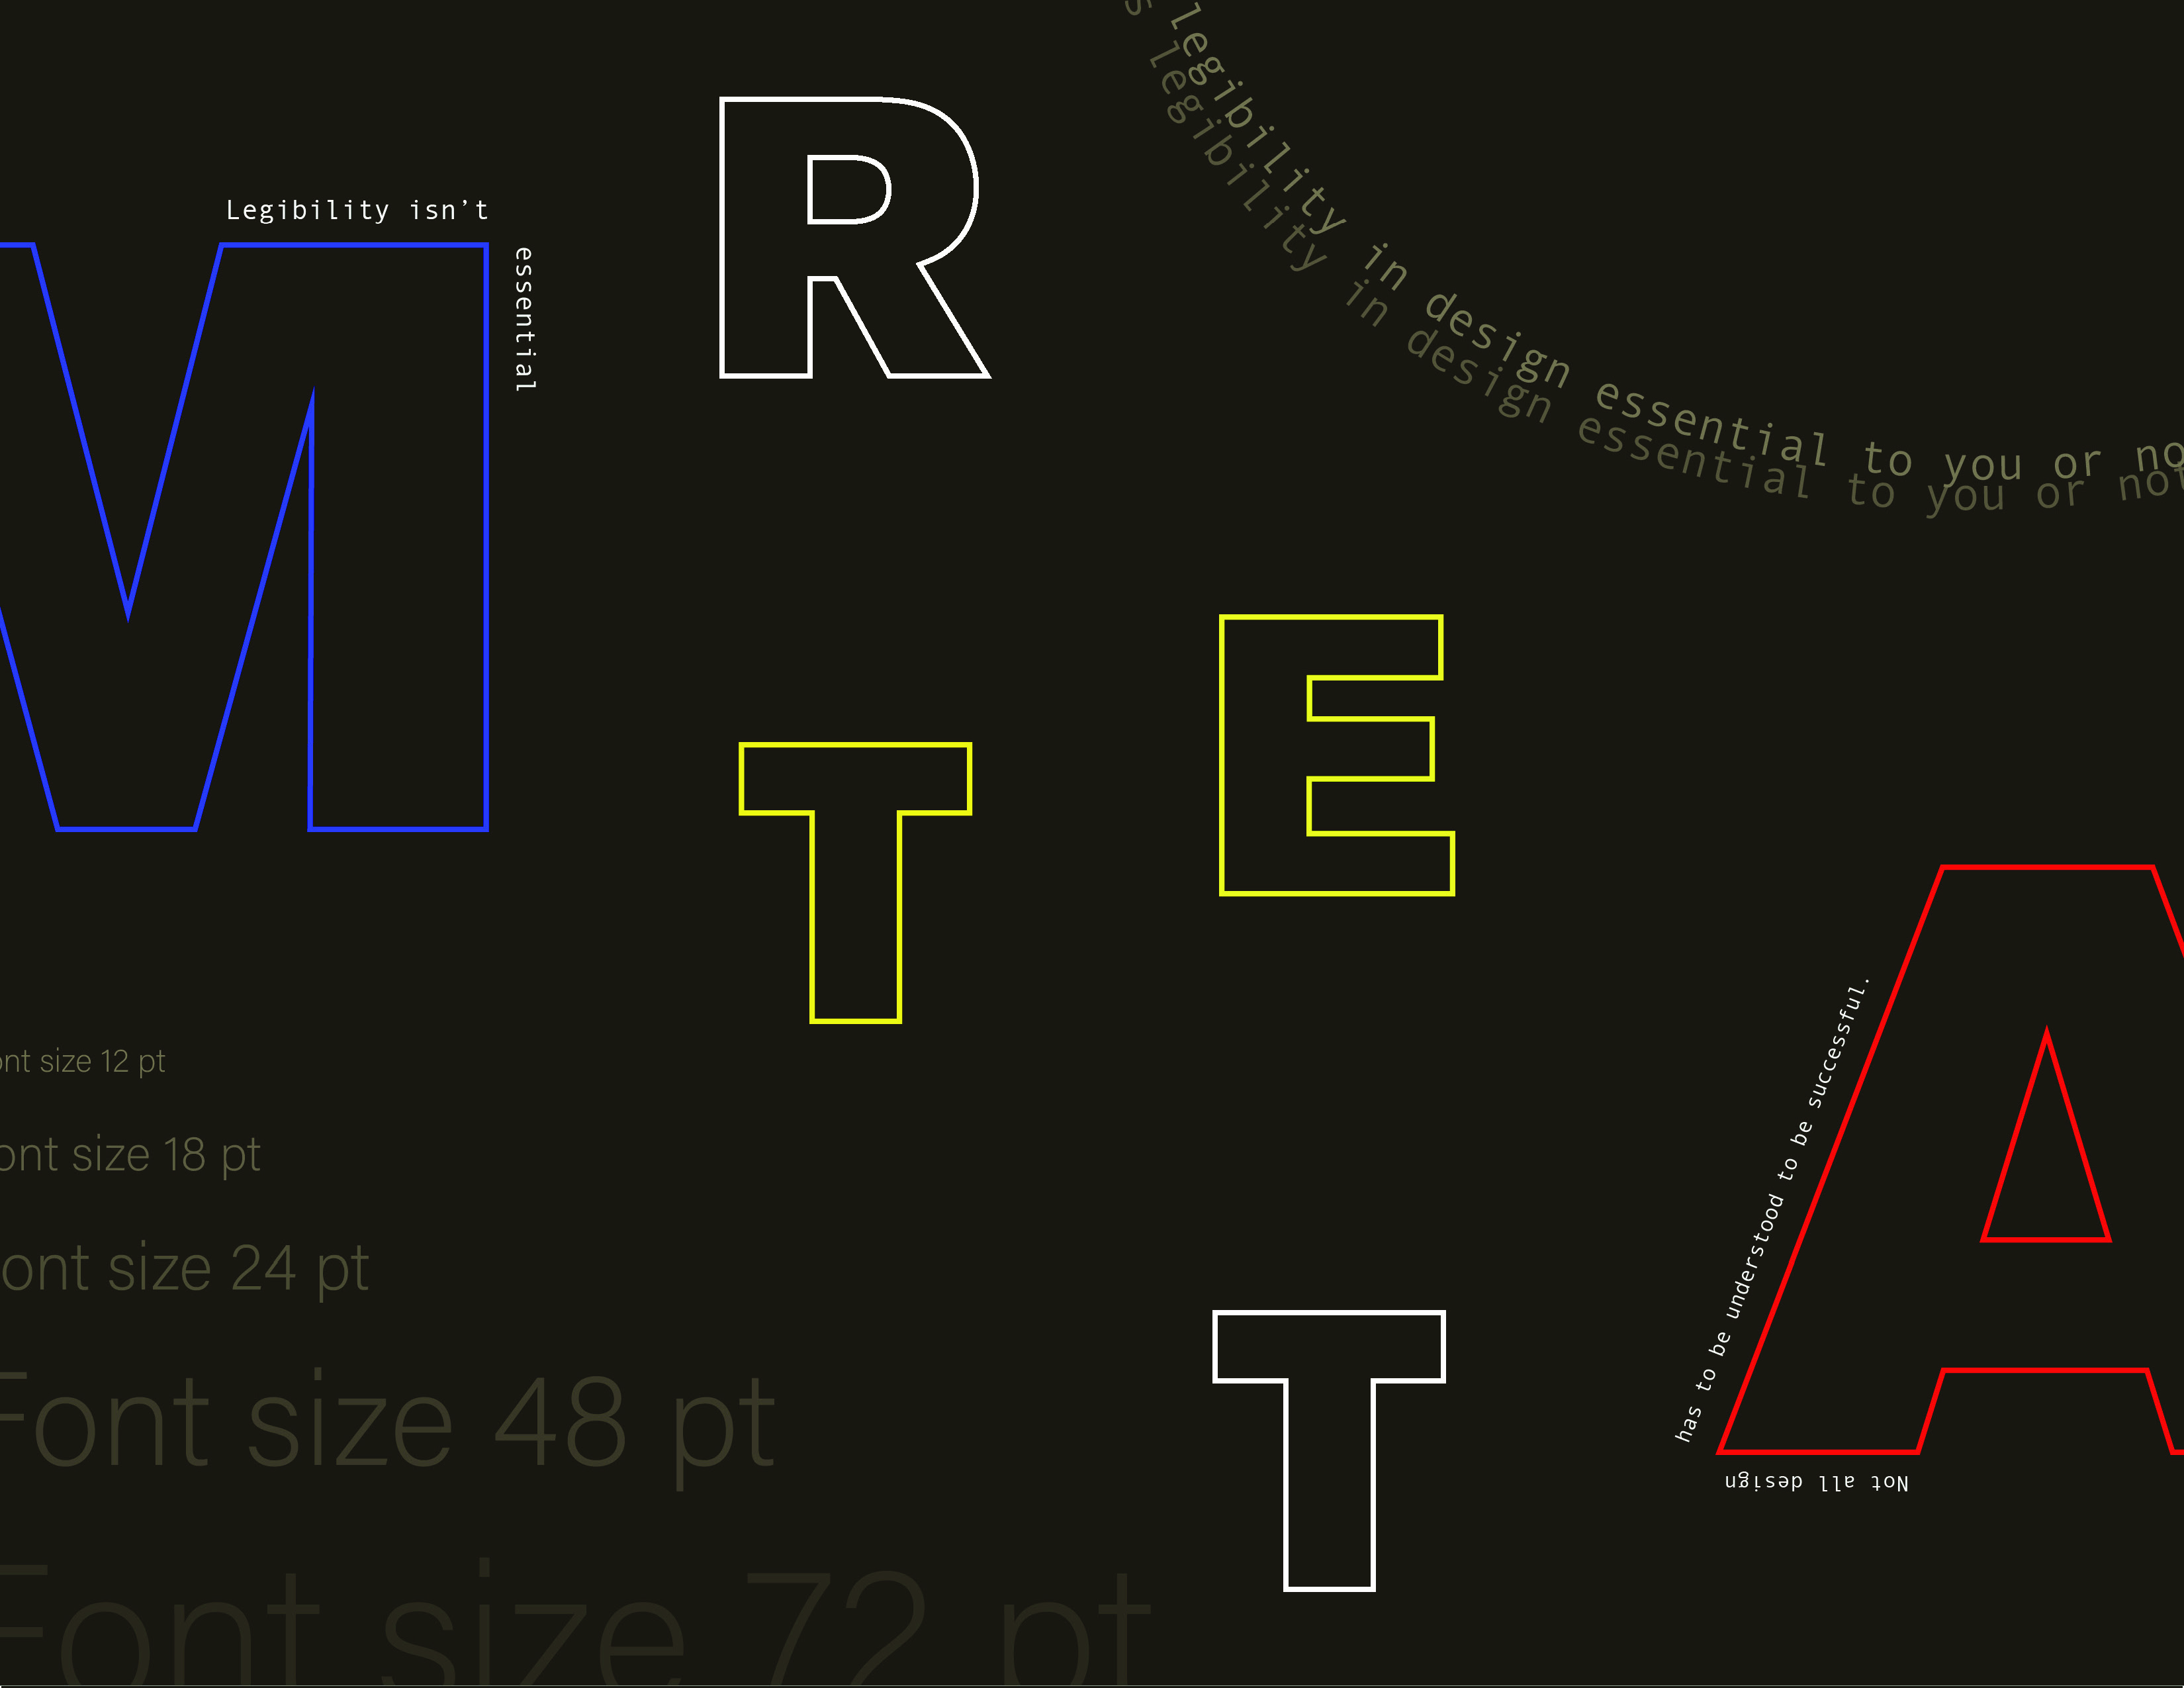 legibility in design essential to you or no
s legibility in design essential to you or not
R
Legibility isn’t
essential
M
E
T
A
has to be understood to be successful.
Not all design
ont size 12 pt
ont size 18 pt
ont size 24 pt
Font size 48 pt
T
Font size 72 pt